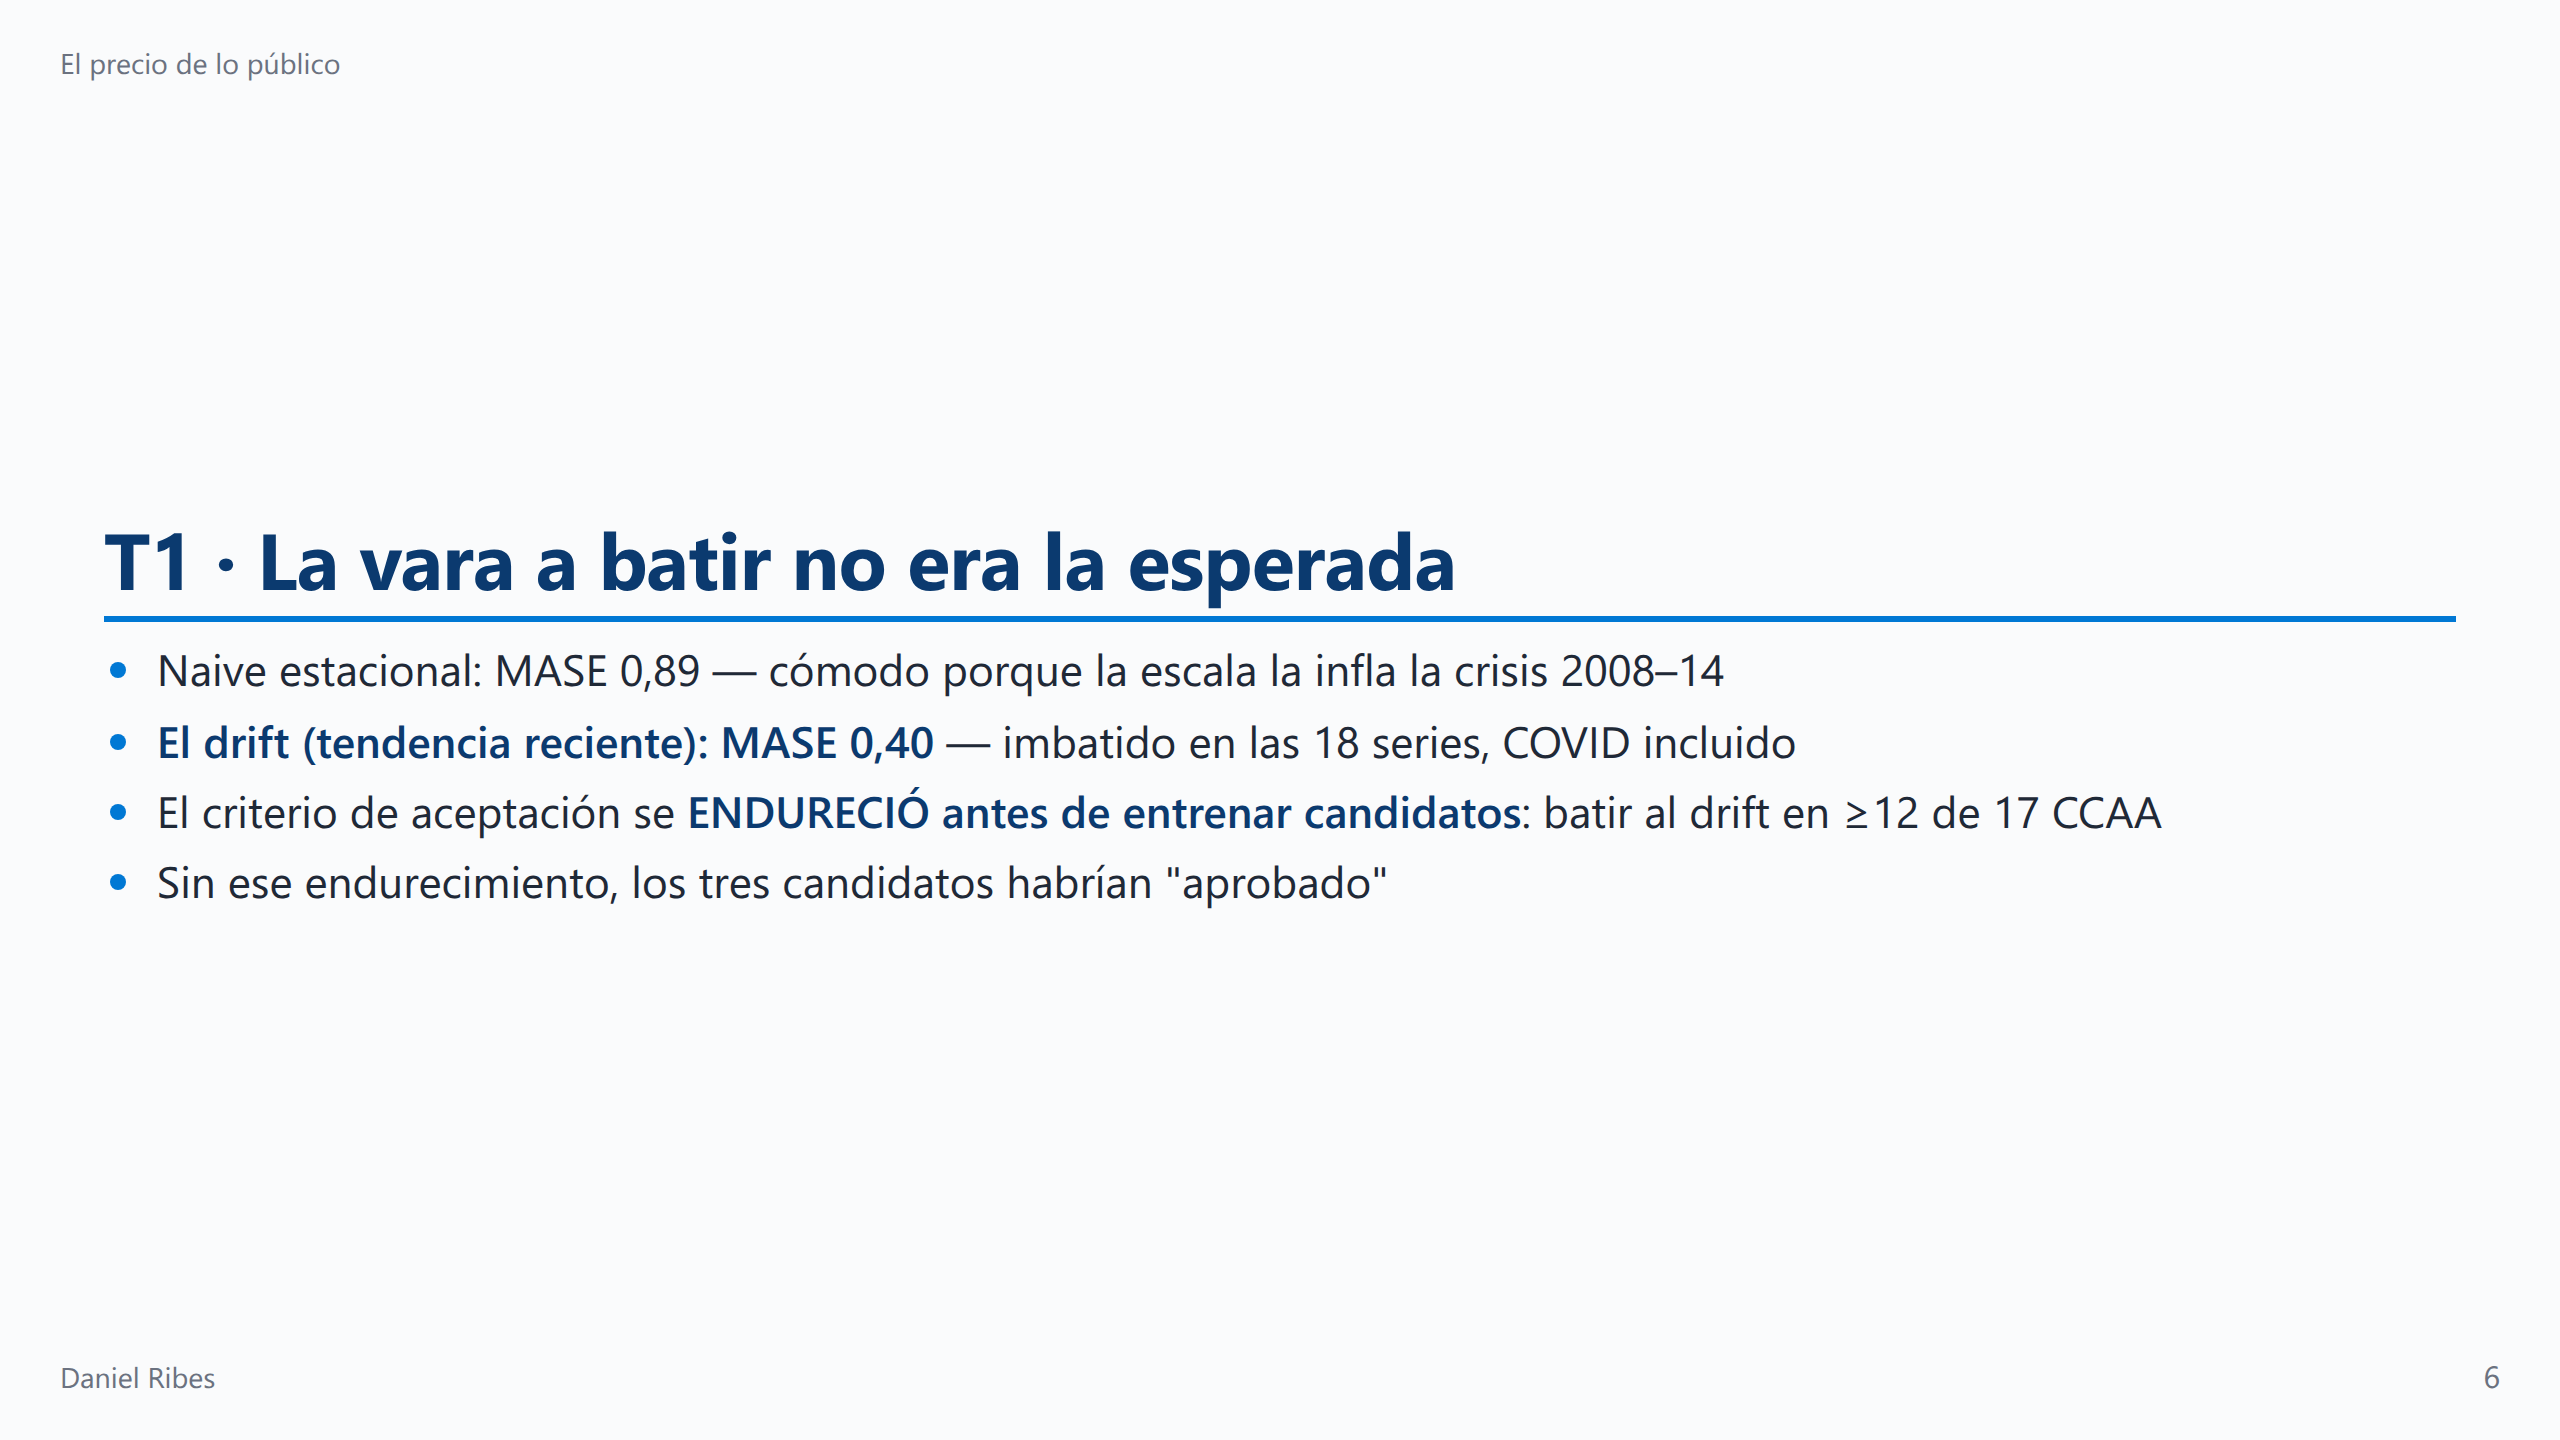 El precio de lo público
T1 · La vara a batir no era la esperada
• Naive estacional: MASE 0,89 — cómodo porque la escala la infla la crisis 2008–14
• El drift (tendencia reciente): MASE 0,40 — imbatido en las 18 series, COVID incluido
• El criterio de aceptación se ENDURECIÓ antes de entrenar candidatos: batir al drift en ≥12 de 17 CCAA
• Sin ese endurecimiento, los tres candidatos habrían "aprobado"
Daniel Ribes
6